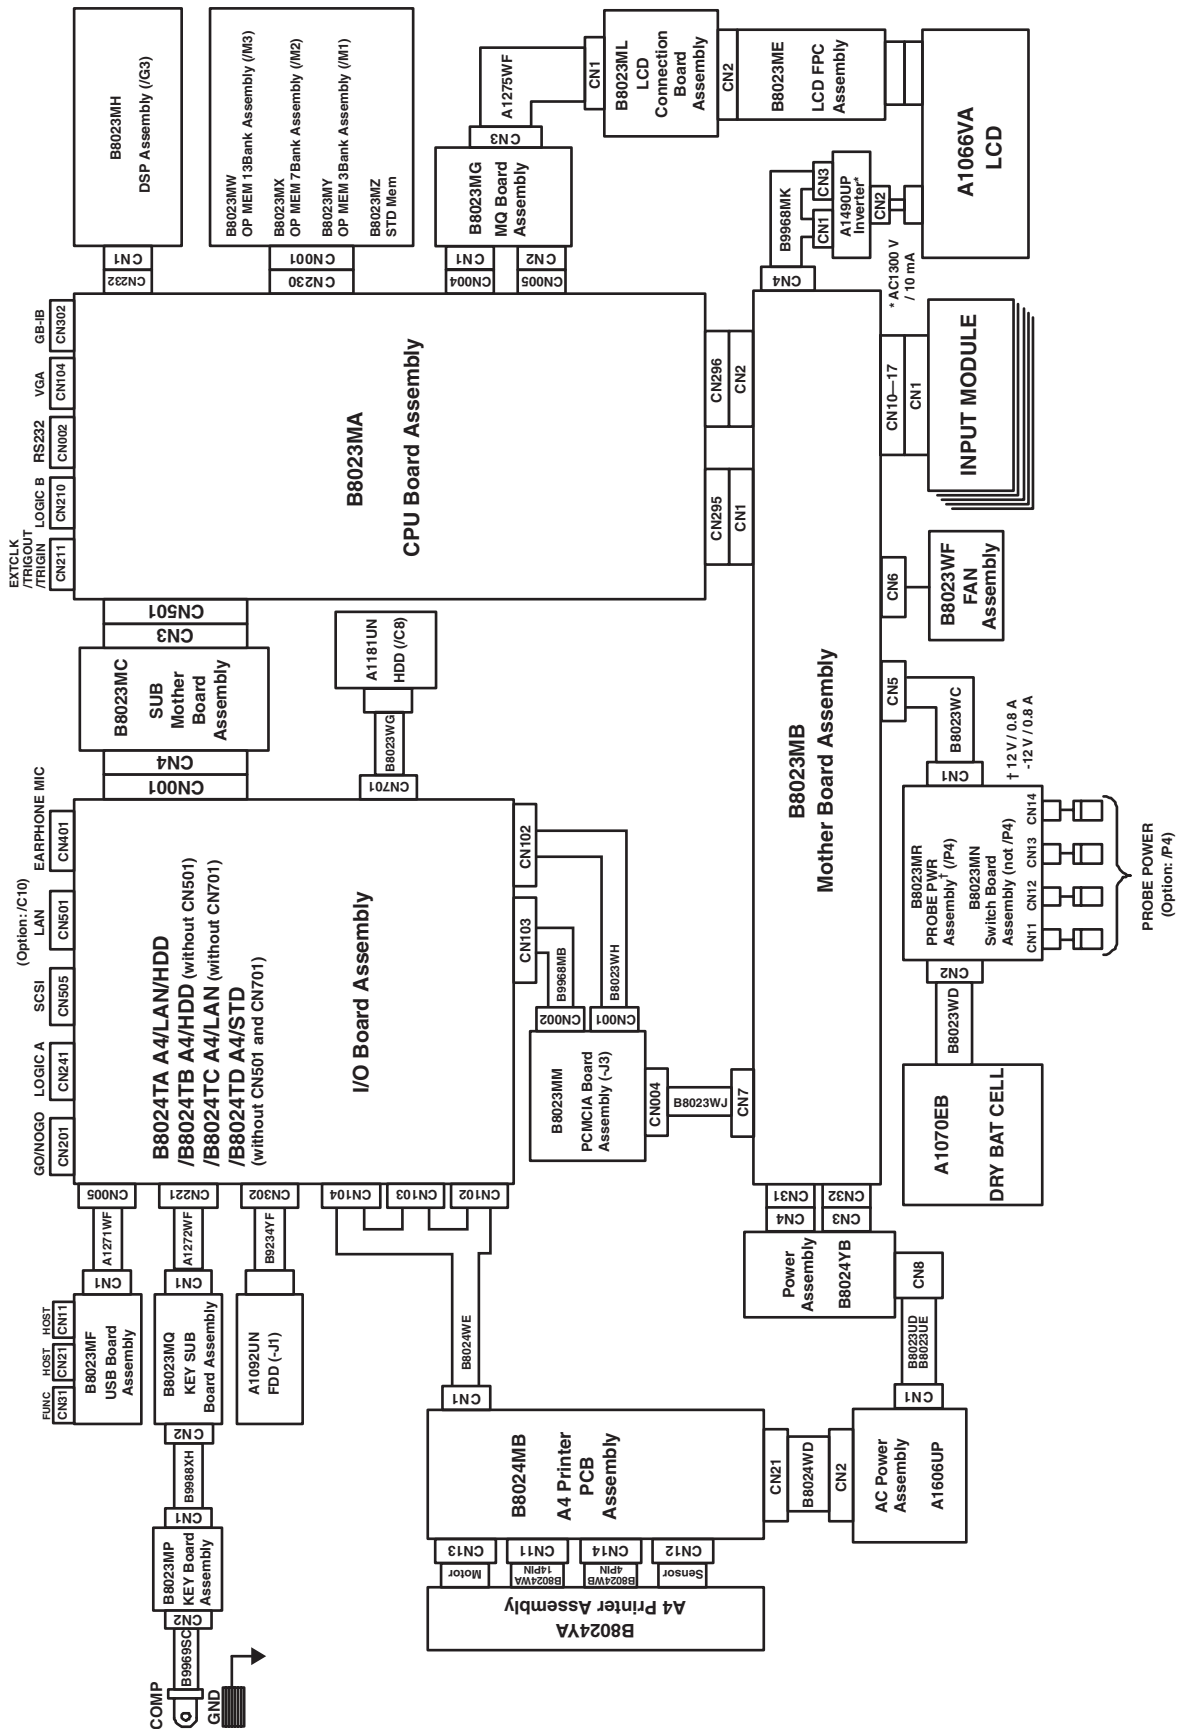 B8023MH
DSP Assembly (/G3)
CN1
CN232
B8023MW
OP MEM 13Bank Assembly (/M3)
B8023MX
OP MEM 7Bank Assembly (/M2)
B8023MY
OP MEM 3Bank Assembly (/M1)
B8023MZ
STD Mem
CN001
CN230
A1275WF
CN3
B8023MG
MQ Board
Assembly
CN1
CN2
CN004
CN005
CN1
B8023ML
LCD
Connection
Board
Assembly
CN2
B8023ME
LCD FPC
Assembly
A1066VA
LCD
B9968MK
CN4
CN3
CN1
A1490UP
Inverter*
CN2
* AC1300 V
/ 10 mA
GB-IB
CN302
VGA
CN104
RS232
CN002
LOGIC B
CN210
EXTCLK
/TRIGOUT
/TRIGIN
CN211
B8023MA
CPU Board Assembly
CN296
CN2
CN295
CN1
CN10—17
CN1
INPUT MODULE
CN501
CN3
B8023MC
SUB
Mother
Board
Assembly
CN4
CN001
A1181UN
HDD (/C8)
B8023WG
CN701
CN6
B8023WF
FAN
Assembly
CN5
B8023WC
CN1
† 12 V / 0.8 A
-12 V / 0.8 A
B8023MB
Mother Board Assembly
B8023MR
PROBE PWR
Assembly† (/P4)
B8023MN
Switch Board
Assembly (not /P4)
CN14
CN13
CN12
CN11
PROBE POWER
(Option: /P4)
CN2
B8023WD
A1070EB
DRY BAT CELL
EARPHONE MIC
CN401
(Option: /C10)
LAN
CN501
SCSI
CN505
LOGIC A
CN241
GO/NOGO
CN201
B8024TA A4/LAN/HDD
/B8024TB A4/HDD (without CN501)
/B8024TC A4/LAN (without CN701)
/B8024TD A4/STD
(without CN501 and CN701)
I/O Board Assembly
CN102
CN103
B9968MB
B8023WH
CN002
CN001
B8023MM
PCMCIA Board
Assembly (-J3)
CN004
B8023WJ
CN7
CN005
CN221
CN302
CN104
CN103
CN102
A1271WF
A1272WF
B9234YF
CN1
CN1
HOST
CN11
HOST
CN21
FUNC
CN31
B8023MF
USB Board
Assembly
B8023MQ
KEY SUB
Board Assembly
A1092UN
FDD (-J1)
B8024WE
CN2
B9988XH
CN1
B8023MP
KEY Board
Assembly
CN2
B9969SC
COMP
GND
CN1
B8024MB
A4 Printer
PCB
Assembly
CN13
CN11
CN14
CN12
Motor
B8024WA
14PIN
B8024WB
4PIN
Sensor
B8024YA
A4 Printer Assembly
CN21
B8024WD
CN2
AC Power
Assembly
A1606UP
CN1
B8023UD
B8023UE
CN8
Power
Assembly
B8024YB
CN4
CN3
CN31
CN32